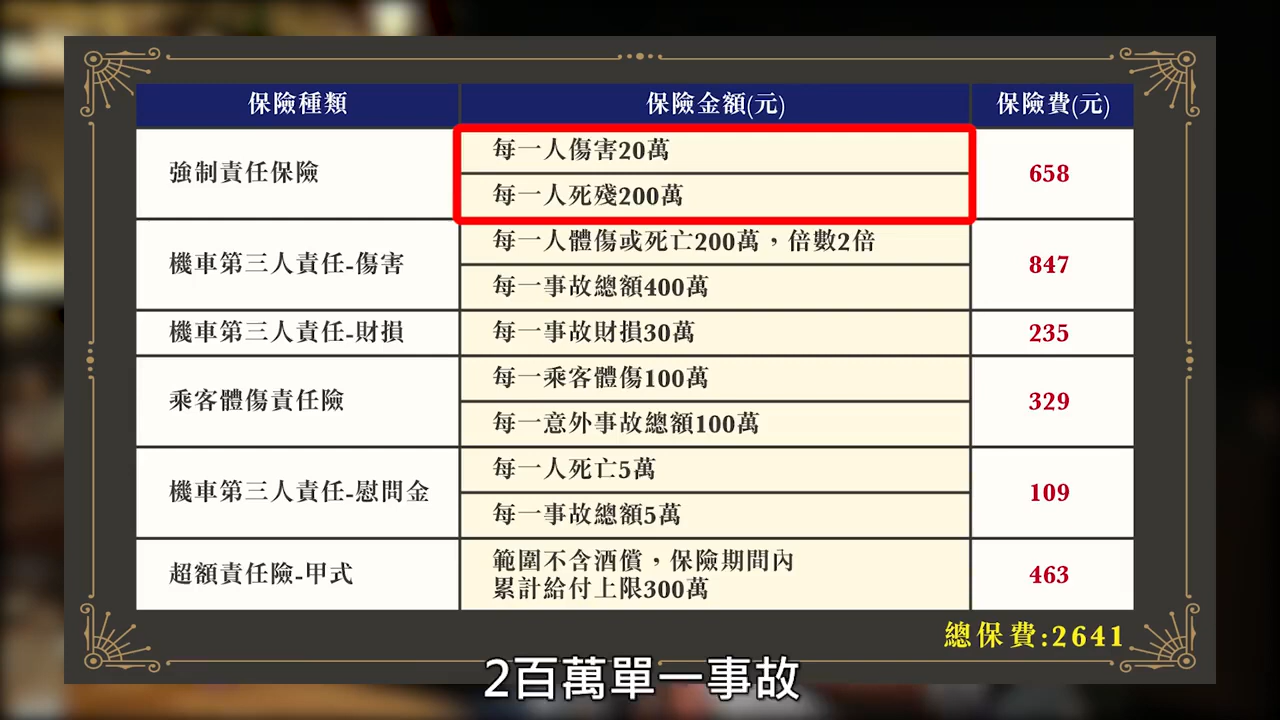 保險種類 保險金額(元) 保險費(元)
強制責任保險 每一人傷害20萬 658
每一人死殘200萬
機車第三人責任-傷害 每一人體傷或死亡200萬，倍數2倍 847
每一事故總額400萬
機車第三人責任-財損 每一事故財損30萬 235
乘客體傷責任險 每一乘客體傷100萬 329
每一意外事故總額100萬
機車第三人責任-慰問金 每一人死亡5萬 109
每一事故總額5萬
超額責任險-甲式 範圍不含酒償，保險期間內 463
累計給付上限300萬
總保費:2641
2百萬單一事故